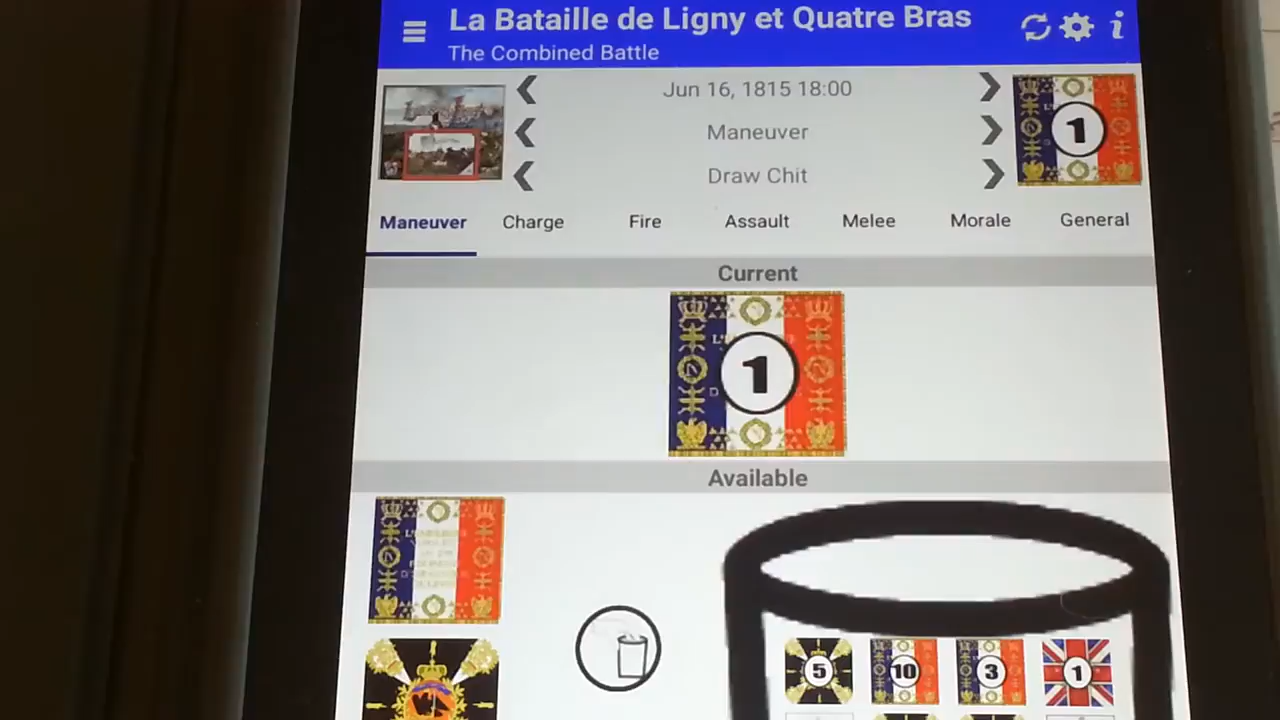 La Bataille de Ligny et Quatre Bras
The Combined Battle
Jun 16, 1815 18:00
Maneuver
Draw Chit
1
Maneuver Charge Fire Assault Melee Morale General
Current
1
Available
5 10 3 1